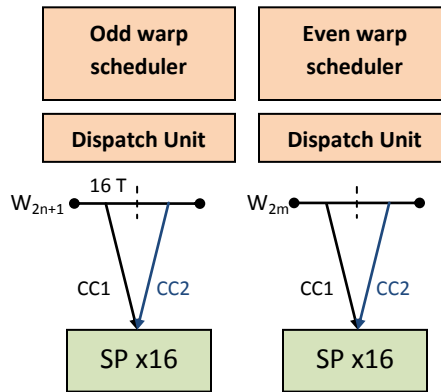 Odd warp
scheduler
Even warp
scheduler
Dispatch Unit
Dispatch Unit
16 T
W2n+1
W2m
CC1
CC2
CC1
CC2
SP x16
SP x16